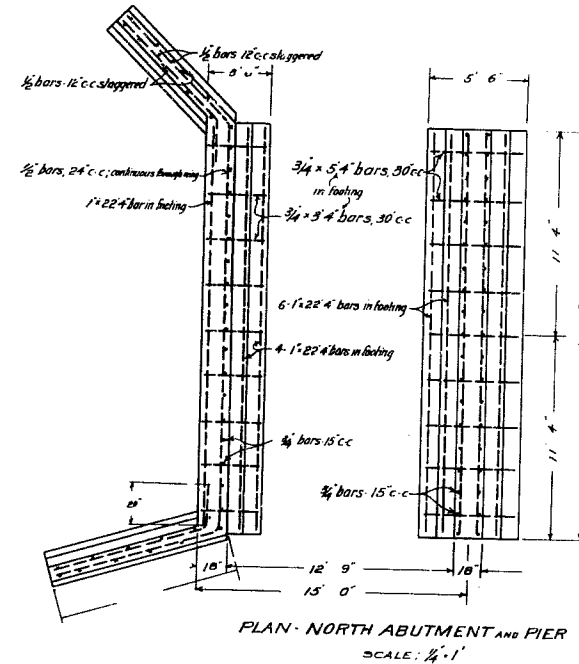 ½" bars 12" c-c staggered
½" bars 12" c-c staggered
5' 6"
½" bars, 24" c-c; continuous through wing
¾" × 5' 4" bars, 30" c-c
in footing
1" × 22' 4" bar in footing
¾" × 3' 4" bars, 30" c-c
11' 4"
6-1" × 22' 4" bars in footing
4-1" × 22' 4" bars in footing
¾" bars-15" c-c
11' 4"
¾" bars-15" c-c
18"
12' 9"
18"
15' 0"
PLAN - NORTH ABUTMENT AND PIER
SCALE: ¼" = 1'